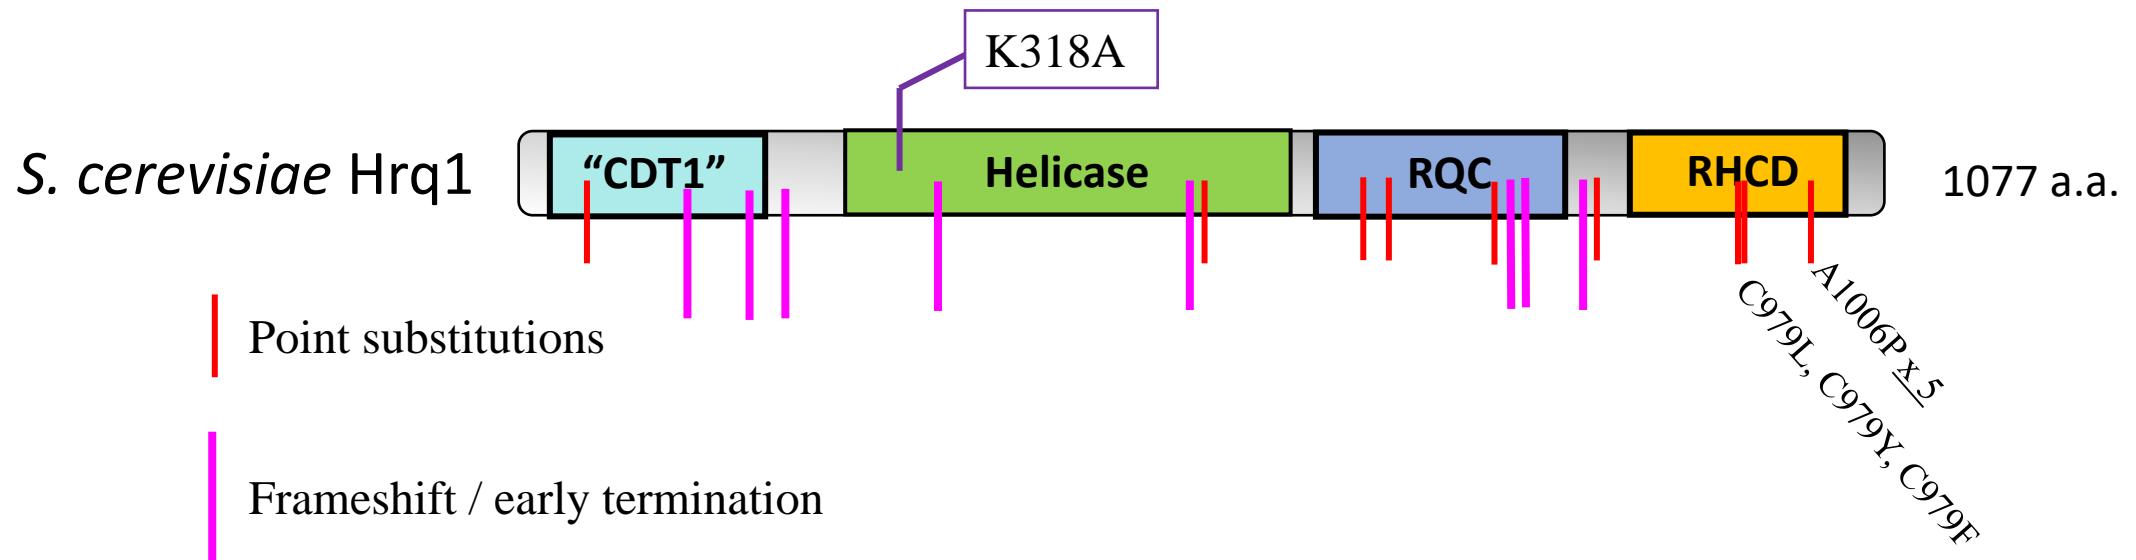 K318A
S. cerevisiae Hrq1
“CDT1”
Helicase
RQC
RHCD
1077 a.a.
Point substitutions
Frameshift / early termination
A1006P x 5
C979L, C979Y, C979F